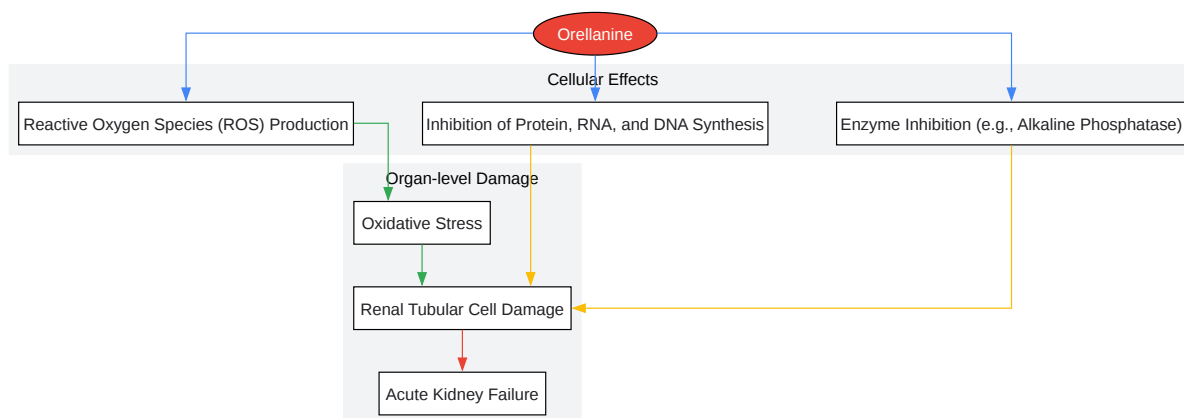 Orellanine
Cellular Effects
Reactive Oxygen Species (ROS) Production
Inhibition of Protein, RNA, and DNA Synthesis
Enzyme Inhibition (e.g., Alkaline Phosphatase)
Organ-level Damage
Oxidative Stress
Renal Tubular Cell Damage
Acute Kidney Failure